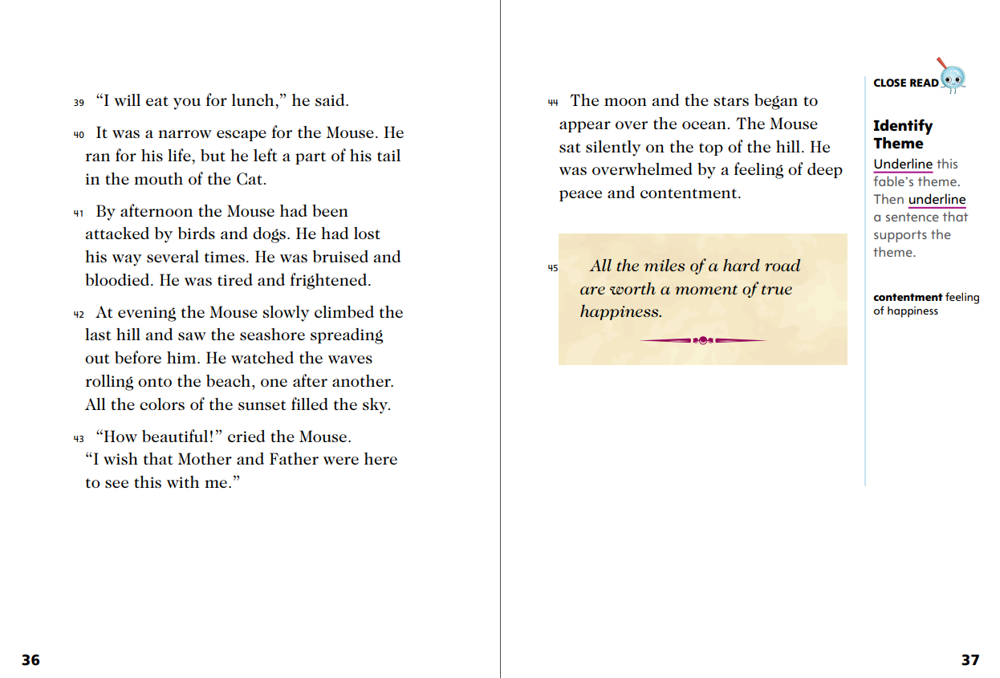 39 “I will eat you for lunch,” he said.
40 It was a narrow escape for the Mouse. He
ran for his life, but he left a part of his tail
in the mouth of the Cat.
41 By afternoon the Mouse had been
attacked by birds and dogs. He had lost
his way several times. He was bruised and
bloodied. He was tired and frightened.
42 At evening the Mouse slowly climbed the
last hill and saw the seashore spreading
out before him. He watched the waves
rolling onto the beach, one after another.
All the colors of the sunset filled the sky.
43 “How beautiful!” cried the Mouse.
“I wish that Mother and Father were here
to see this with me.”
36
44 The moon and the stars began to
appear over the ocean. The Mouse
sat silently on the top of the hill. He
was overwhelmed by a feeling of deep
peace and contentment.
45 All the miles of a hard road
are worth a moment of true
happiness.
CLOSE READ
Identify
Theme
Underline this
fable’s theme.
Then underline
a sentence that
supports the
theme.
contentment feeling
of happiness
37